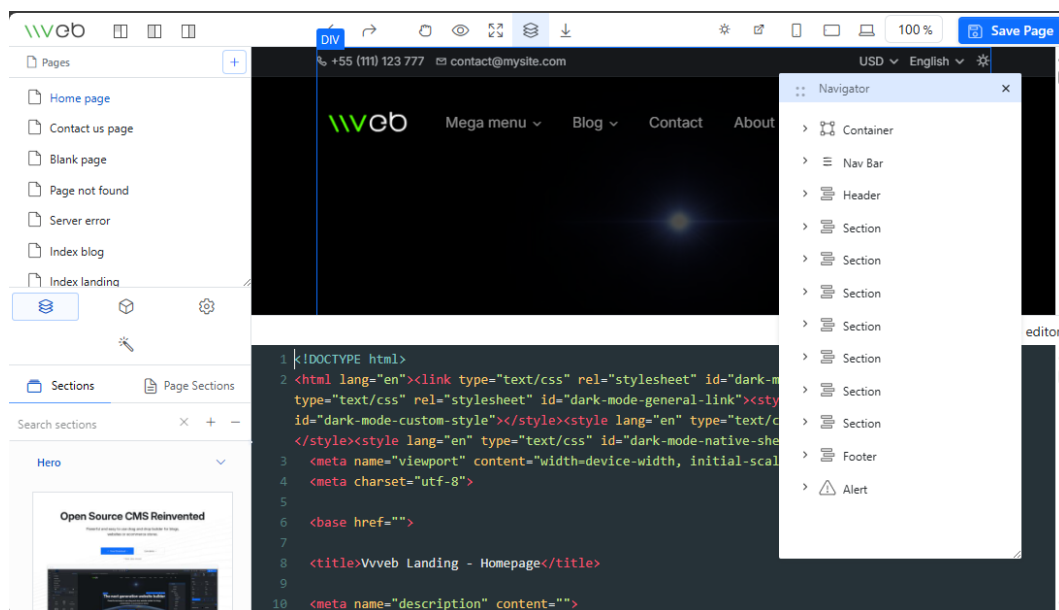 VVveb
100 %
Save Page
Pages
+
Home page
Contact us page
Blank page
Page not found
Server error
Index blog
Index landing
Sections
Page Sections
Search sections
Hero
Open Source CMS Reinvented
DIV
+55 (111) 123 777
contact@mysite.com
USD
English
VVveb
Mega menu
Blog
Contact
About
Navigator
Container
Nav Bar
Header
Section
Section
Section
Section
Section
Section
Section
Footer
Alert
editor
1 <!DOCTYPE html>
2 <html lang="en"><link type="text/css" rel="stylesheet" id="dark-m
type="text/css" rel="stylesheet" id="dark-mode-general-link"><sty
id="dark-mode-custom-style"></style><style lang="en" type="text/c
</style><style lang="en" type="text/css" id="dark-mode-native-she
3 <meta name="viewport" content="width=device-width, initial-scal
4 <meta charset="utf-8">
5
6 <base href="">
7
8 <title>Vvveb Landing - Homepage</title>
9
10 <meta name="description" content="">